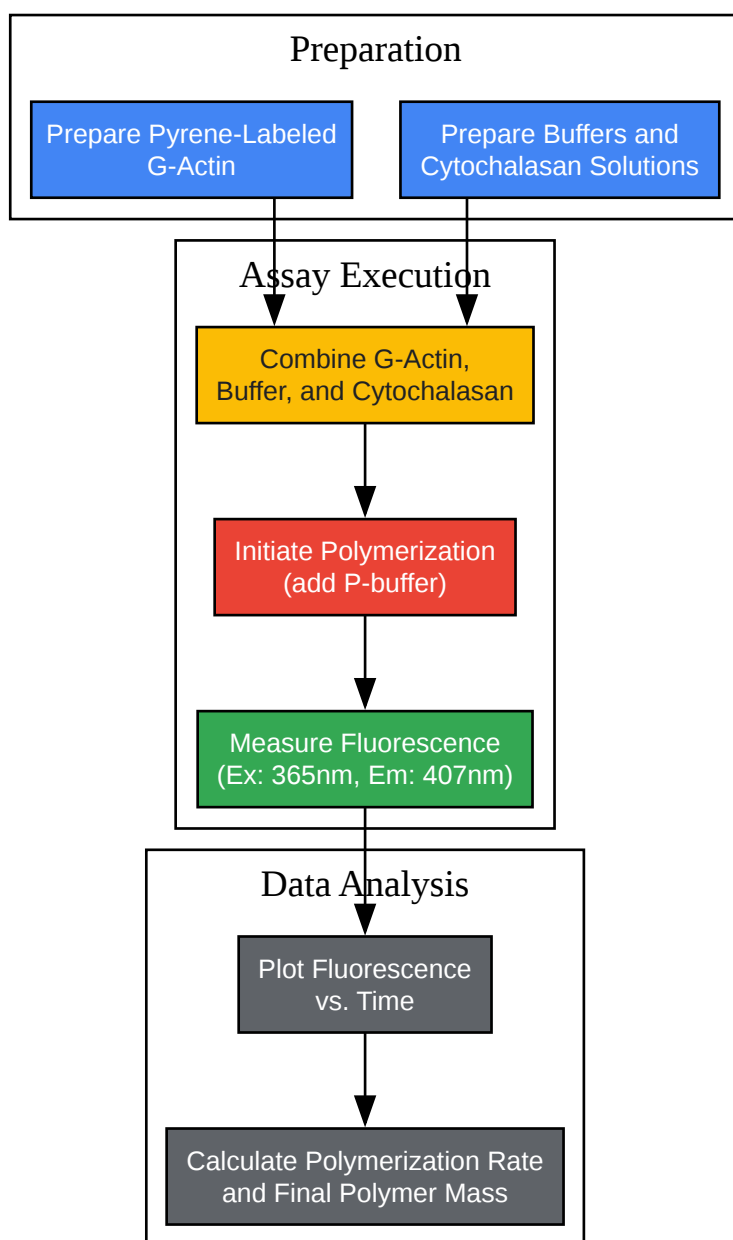 Preparation
Prepare Pyrene-Labeled
G-Actin
Prepare Buffers and
Cytochalasan Solutions
Assay Execution
Combine G-Actin,
Buffer, and Cytochalasan
Initiate Polymerization
(add P-buffer)
Measure Fluorescence
(Ex: 365nm, Em: 407nm)
Data Analysis
Plot Fluorescence
vs. Time
Calculate Polymerization Rate
and Final Polymer Mass